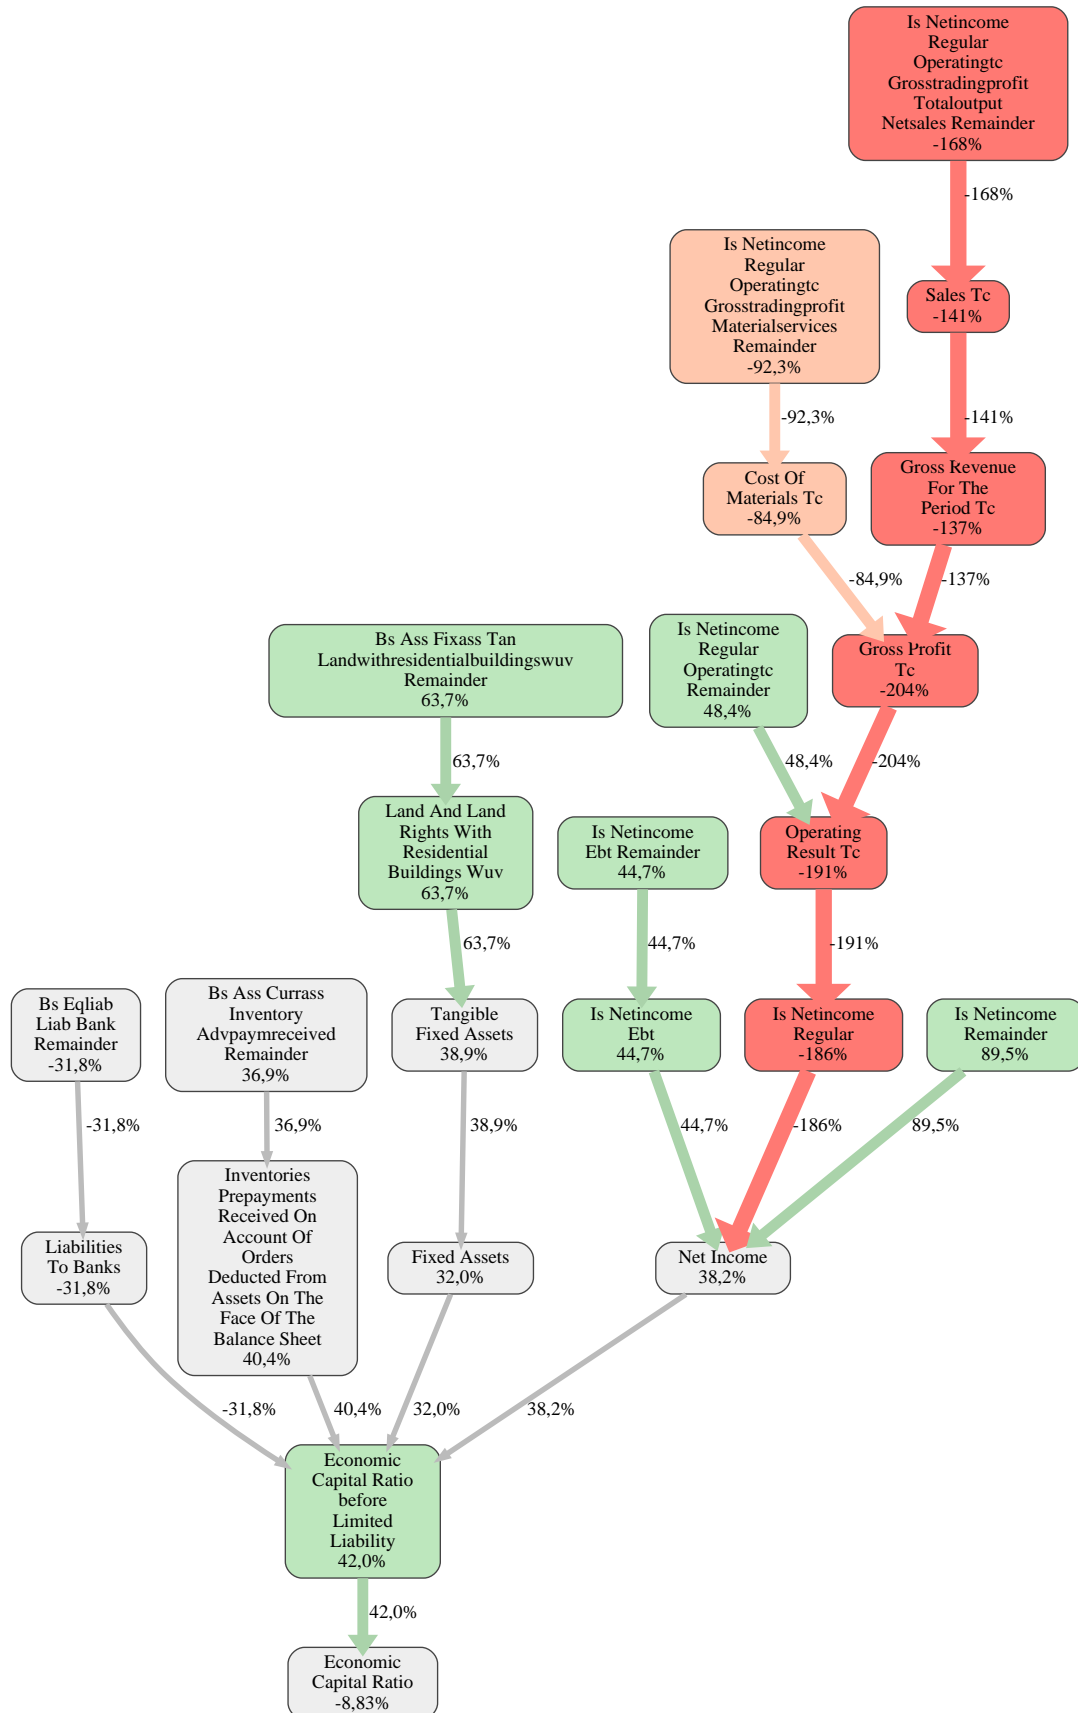 Is Netincome
Regular
Operatingtc
Grosstradingprofit
Totaloutput
Netsales Remainder
-168%
-168%
Is Netincome
Regular
Operatingtc
Grosstradingprofit
Materialservices
Remainder
-92,3%
Sales Tc
-141%
-92,3%
-141%
Cost Of
Materials Tc
-84,9%
Gross Revenue
For The
Period Tc
-137%
-84,9%
-137%
Bs Ass Fixass Tan
Landwithresidentialbuildingswuv
Remainder
63,7%
Is Netincome
Regular
Operatingtc
Remainder
48,4%
Gross Profit
Tc
-204%
63,7%
48,4%
-204%
Land And Land
Rights With
Residential
Buildings Wuv
63,7%
Is Netincome
Ebt Remainder
44,7%
Operating
Result Tc
-191%
63,7%
44,7%
-191%
Bs Eqliab
Liab Bank
Remainder
-31,8%
Bs Ass Currass
Inventory
Advpaymreceived
Remainder
36,9%
Tangible
Fixed Assets
38,9%
Is Netincome
Ebt
44,7%
Is Netincome
Regular
-186%
Is Netincome
Remainder
89,5%
-31,8%
36,9%
38,9%
44,7%
-186%
89,5%
Liabilities
To Banks
-31,8%
Inventories
Prepayments
Received On
Account Of
Orders
Deducted From
Assets On The
Face Of The
Balance Sheet
40,4%
Fixed Assets
32,0%
Net Income
38,2%
-31,8%
40,4%
32,0%
38,2%
Economic
Capital Ratio
before
Limited
Liability
42,0%
42,0%
Economic
Capital Ratio
-8,83%